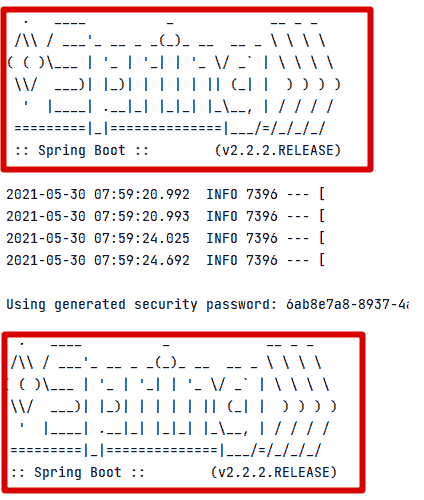 .   ____          _            __ _ _
 /\\ / ___'_ __ _ _(_)_ __  __ _ \ \ \ \
( ( )\___ | '_ | '_| | '_ \/ _` | \ \ \ \
 \\/  ___)| |_)| | | | | || (_| |  ) ) ) )
  '  |____| .__|_| |_|_| |_\__, | / / / /
 =========|_|==============|___/=/_/_/_/
 :: Spring Boot ::        (v2.2.2.RELEASE)
2021-05-30 07:59:20.992  INFO 7396 --- [
2021-05-30 07:59:20.993  INFO 7396 --- [
2021-05-30 07:59:24.025  INFO 7396 --- [
2021-05-30 07:59:24.692  INFO 7396 --- [
Using generated security password: 6ab8e7a8-8937-4
  .   ____          _            __ _ _
 /\\ / ___'_ __ _ _(_)_ __  __ _ \ \ \ \
( ( )\___ | '_ | '_| | '_ \/ _` | \ \ \ \
 \\/  ___)| |_)| | | | | || (_| |  ) ) ) )
  '  |____| .__|_| |_|_| |_\__, | / / / /
 =========|_|==============|___/=/_/_/_/
 :: Spring Boot ::        (v2.2.2.RELEASE)